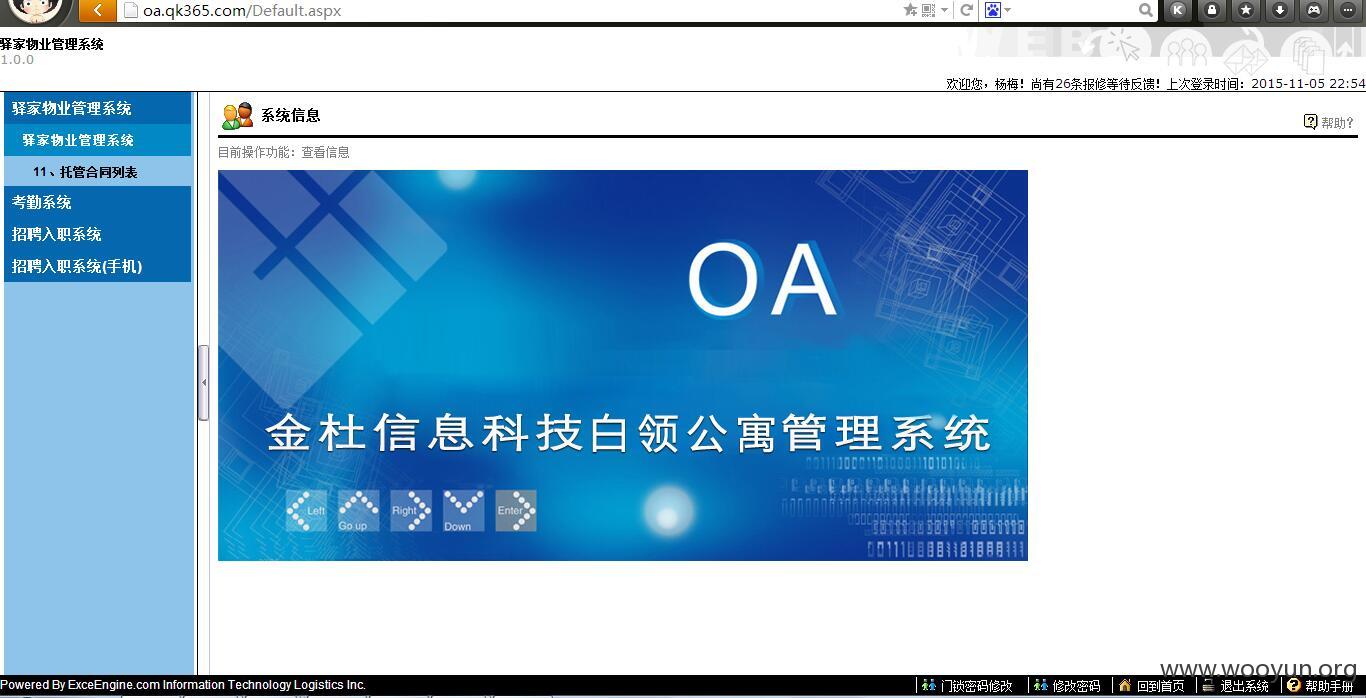 oa.qk365.com/Default.aspx
驿家物业管理系统
1.0.0
WEB
欢迎您，杨梅！尚有26条报修等待反馈！上次登录时间：2015-11-05 22:54
驿家物业管理系统
驿家物业管理系统
11、托管合同列表
考勤系统
招聘入职系统
招聘入职系统(手机)
系统信息
帮助?
目前操作功能：查看信息
OA
金杜信息科技白领公寓管理系统
Left
Go up
Right
Down
Enter
www.wooyun.org
Powered By ExceEngine.com Information Technology Logistics Inc.
门锁密码修改
修改密码
回到首页
退出系统
帮助手册